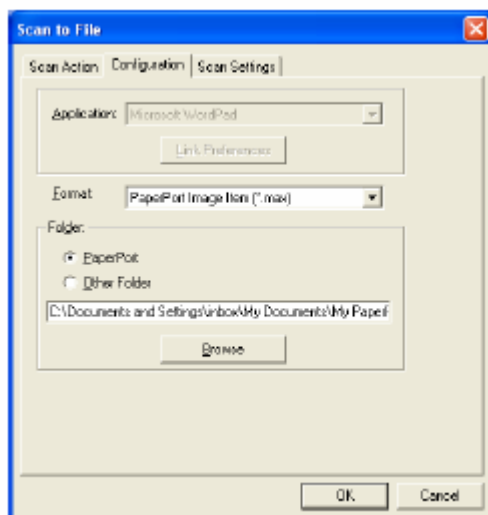 Scan to File
Scan Action Configuration Scan Settings
Application: Microsoft WordPad
Link Preferences
Format PaperPort Image Item (*.max)
Folder:
PaperPort
Other Folder
C:\Documents and Settings\inbox\My Documents\My PaperP
Browse
OK Cancel